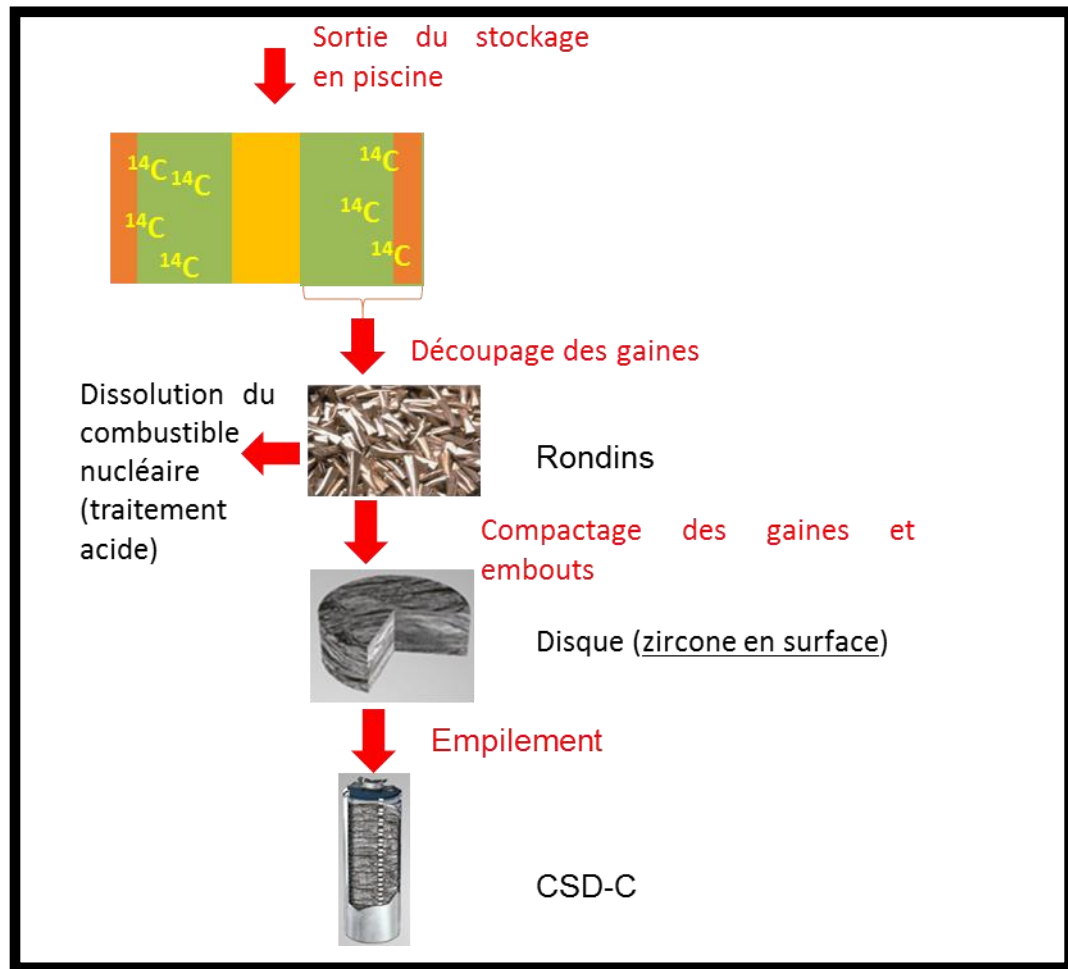 Sortie du stockage
en piscine
14C
14C
14C
14C
14C
14C
14C
Découpage des gaines
Dissolution du
combustible
nucléaire
(traitement
acide)
Rondins
Compactage des gaines et
embouts
Disque (zircone en surface)
Empilement
CSD-C